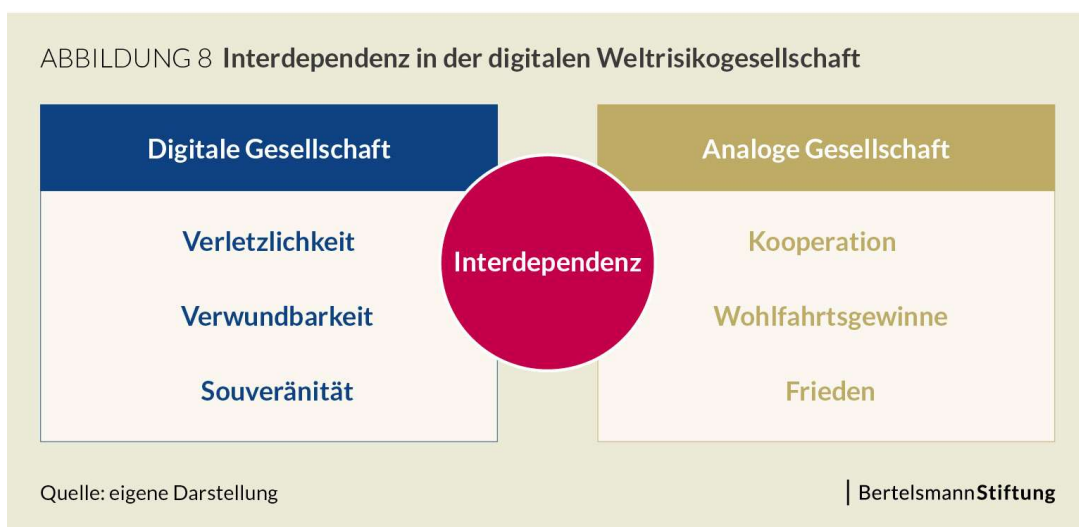 ABBILDUNG 8 Interdependenz in der digitalen Weltrisikogesellschaft
Digitale Gesellschaft
Verletzlichkeit
Verwundbarkeit
Souveränität
Interdependenz
Analoge Gesellschaft
Kooperation
Wohlfahrtsgewinne
Frieden
Quelle: eigene Darstellung
BertelsmannStiftung